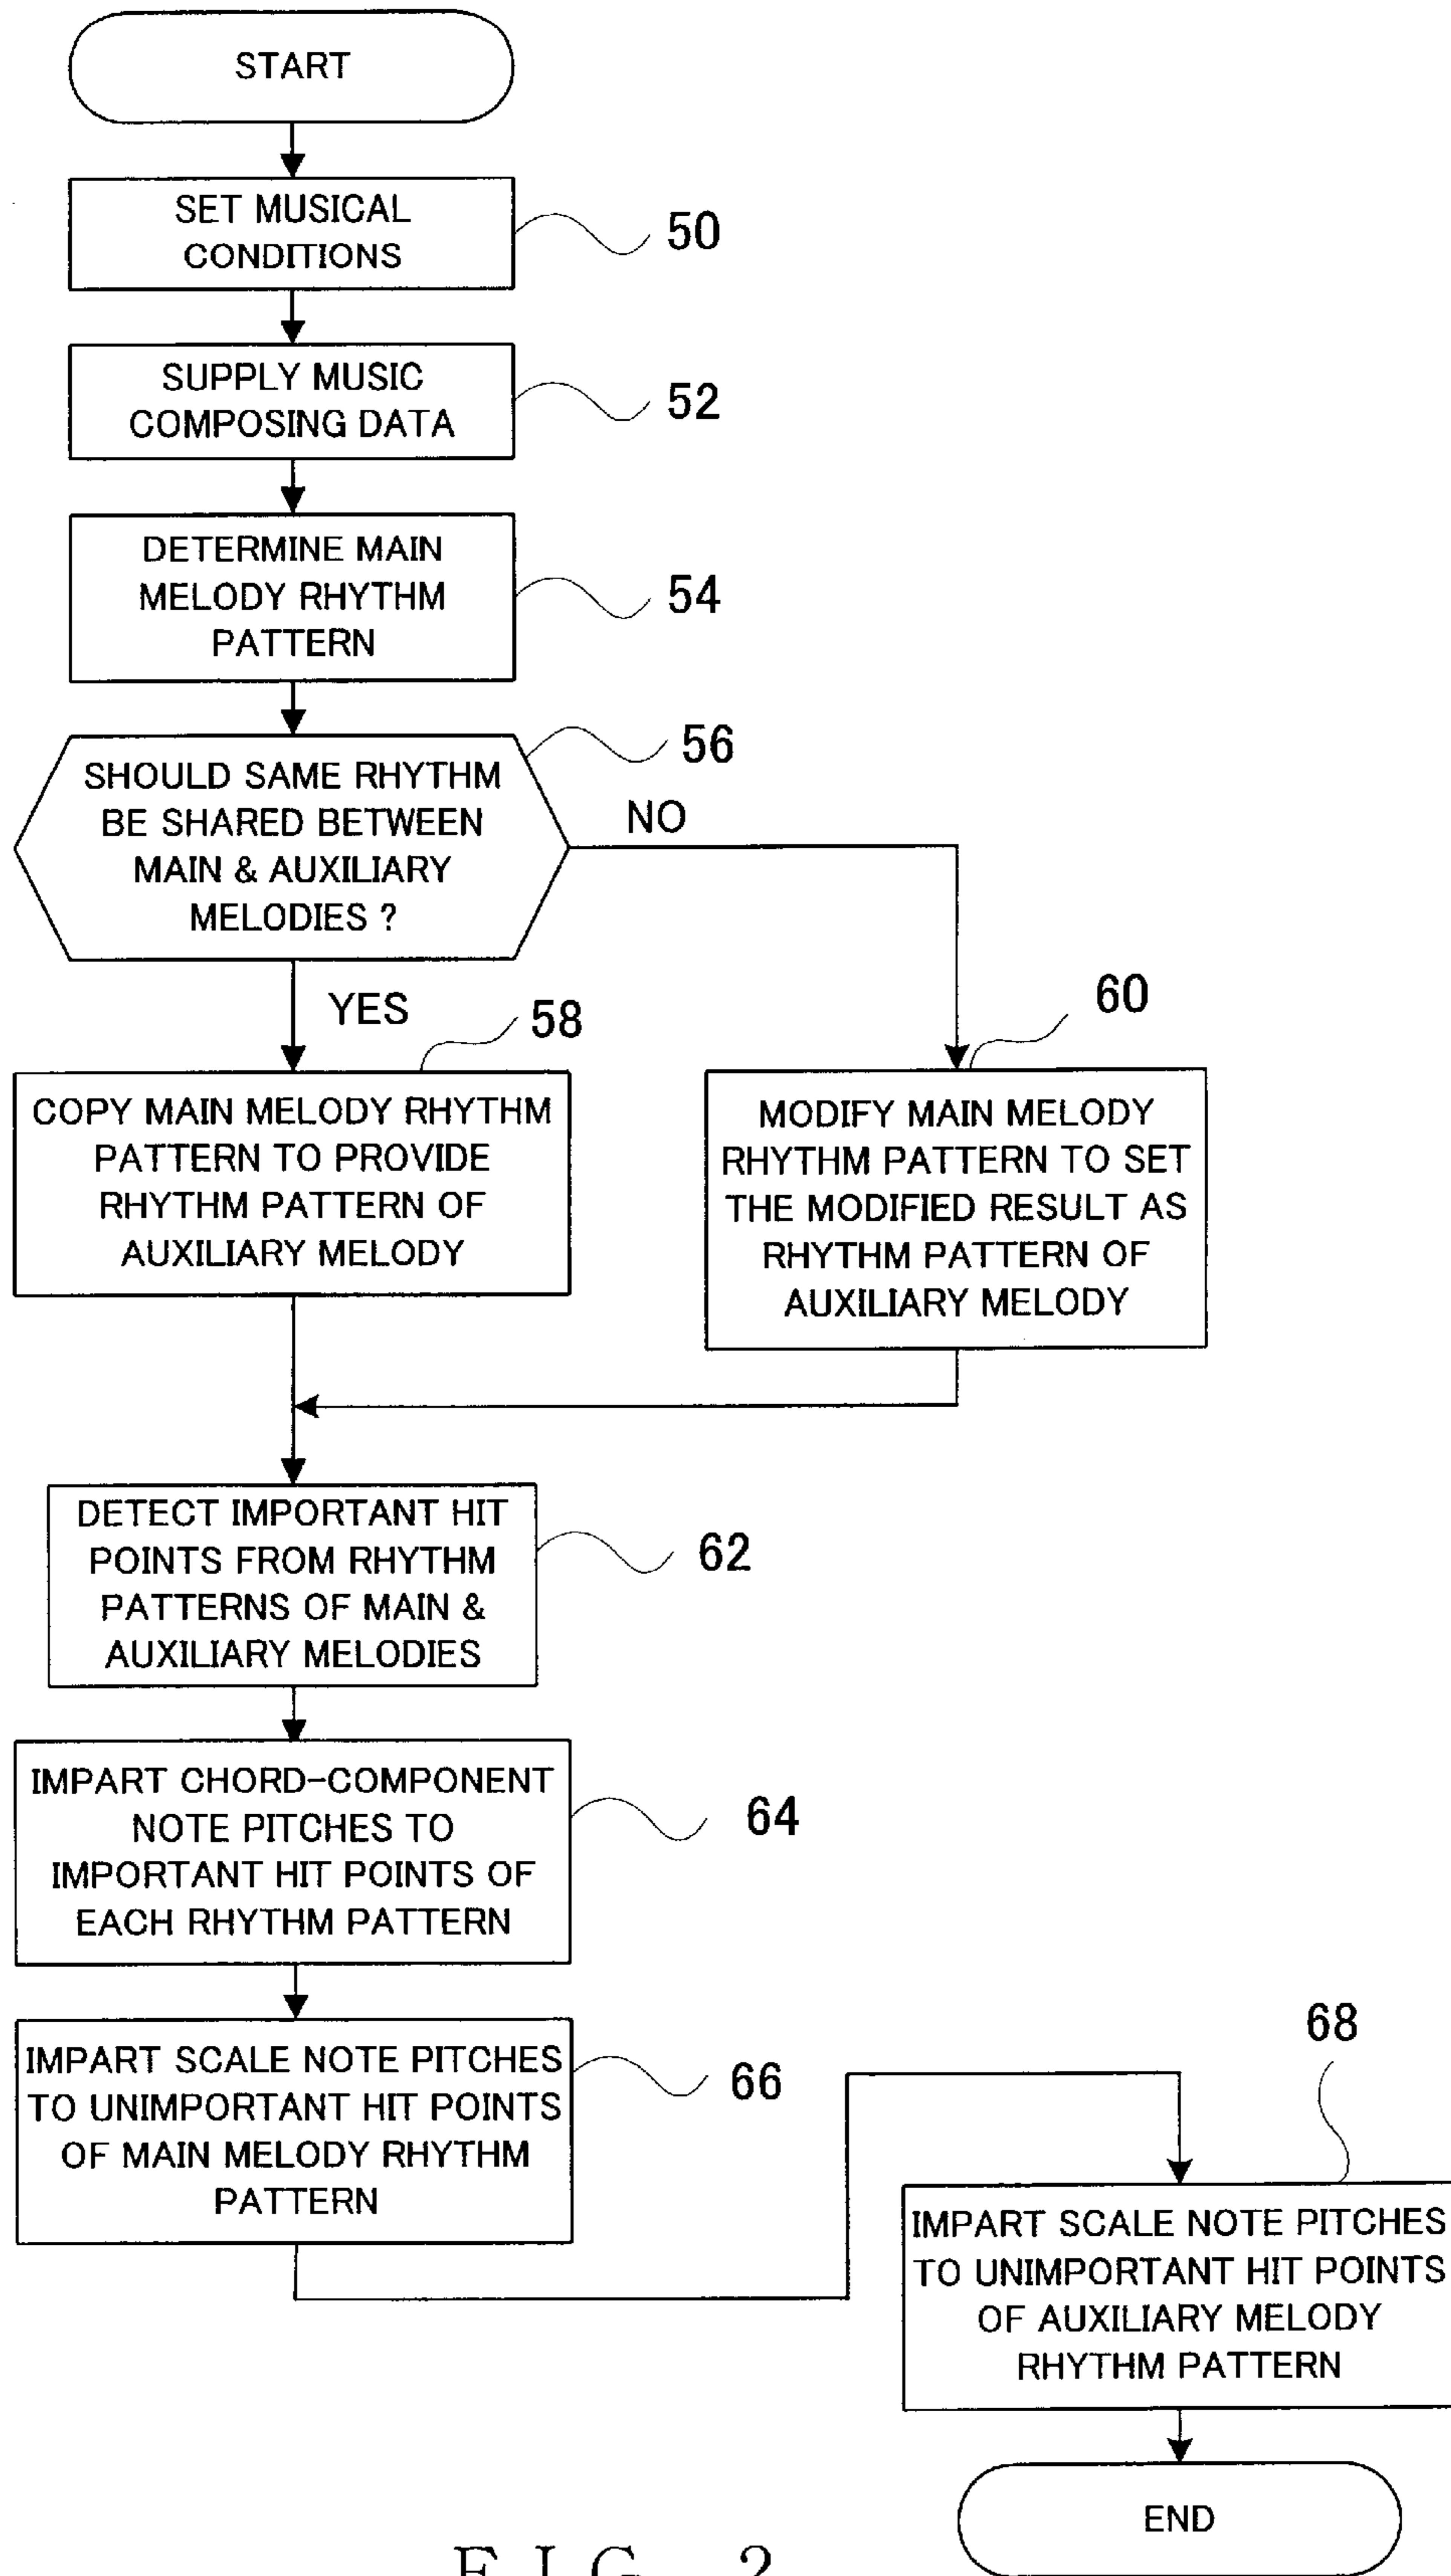 START
SET MUSICAL
CONDITIONS
50
SUPPLY MUSIC
COMPOSING DATA
52
DETERMINE MAIN
MELODY RHYTHM
PATTERN
54
SHOULD SAME RHYTHM
BE SHARED BETWEEN
MAIN & AUXILIARY
MELODIES ?
56
NO
YES
58
COPY MAIN MELODY RHYTHM
PATTERN TO PROVIDE
RHYTHM PATTERN OF
AUXILIARY MELODY
60
MODIFY MAIN MELODY
RHYTHM PATTERN TO SET
THE MODIFIED RESULT AS
RHYTHM PATTERN OF
AUXILIARY MELODY
DETECT IMPORTANT HIT
POINTS FROM RHYTHM
PATTERNS OF MAIN &
AUXILIARY MELODIES
62
IMPART CHORD-COMPONENT
NOTE PITCHES TO
IMPORTANT HIT POINTS OF
EACH RHYTHM PATTERN
64
IMPART SCALE NOTE PITCHES
TO UNIMPORTANT HIT POINTS
OF MAIN MELODY RHYTHM
PATTERN
66
68
IMPART SCALE NOTE PITCHES
TO UNIMPORTANT HIT POINTS
OF AUXILIARY MELODY
RHYTHM PATTERN
END
FIG. 2